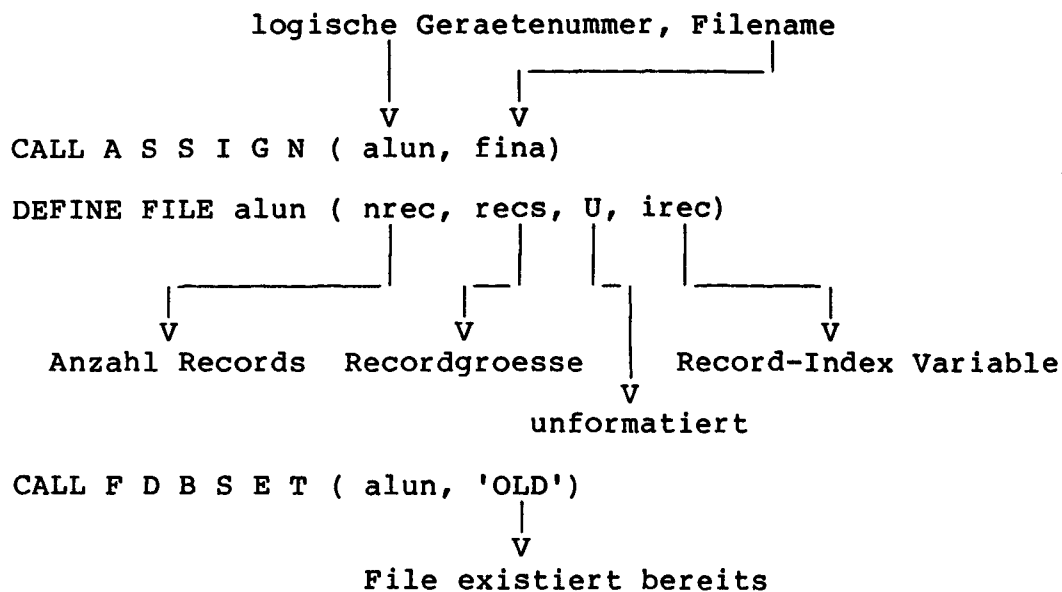 logische Geraetenummer, Filename
V V
CALL A S S I G N ( alun, fina)
DEFINE FILE alun ( nrec, recs, U, irec)
V V V
Anzahl Records Recordgroesse Record-Index Variable
V
unformatiert
CALL F D B S E T ( alun, 'OLD')
V
File existiert bereits